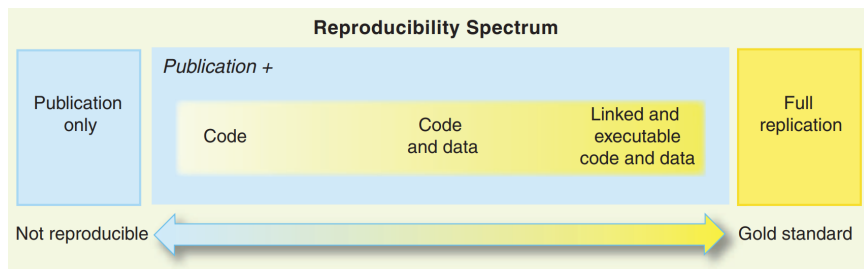 Reproducibility Spectrum
Publication
only
Publication +
Code
Code
and data
Linked and
executable
code and data
Full
replication
Not reproducible
Gold standard